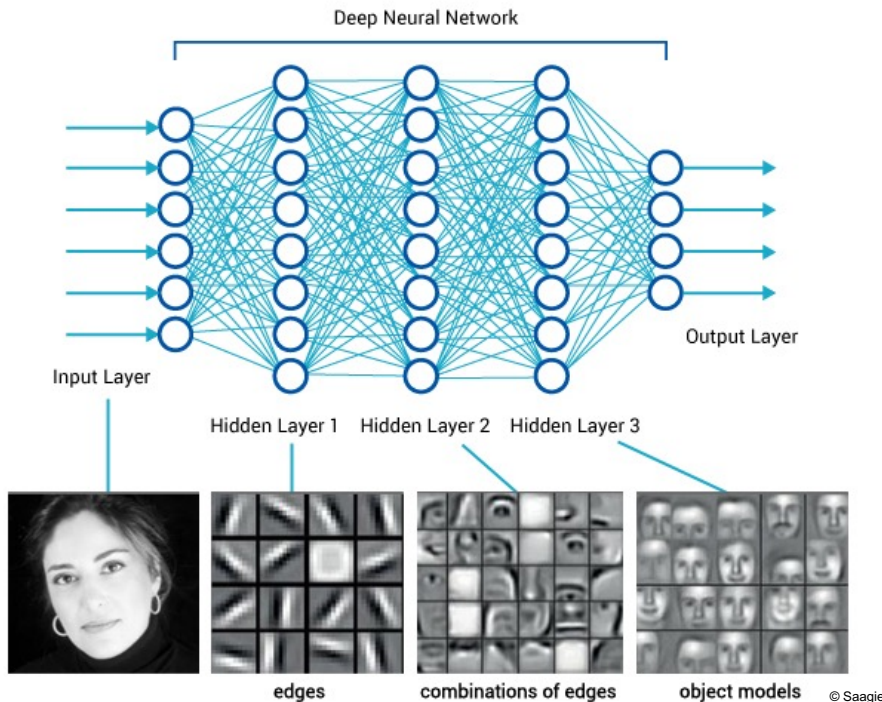 Deep Neural Network
Input Layer
Output Layer
Hidden Layer 1 Hidden Layer 2 Hidden Layer 3
edges combinations of edges object models
© Saagie